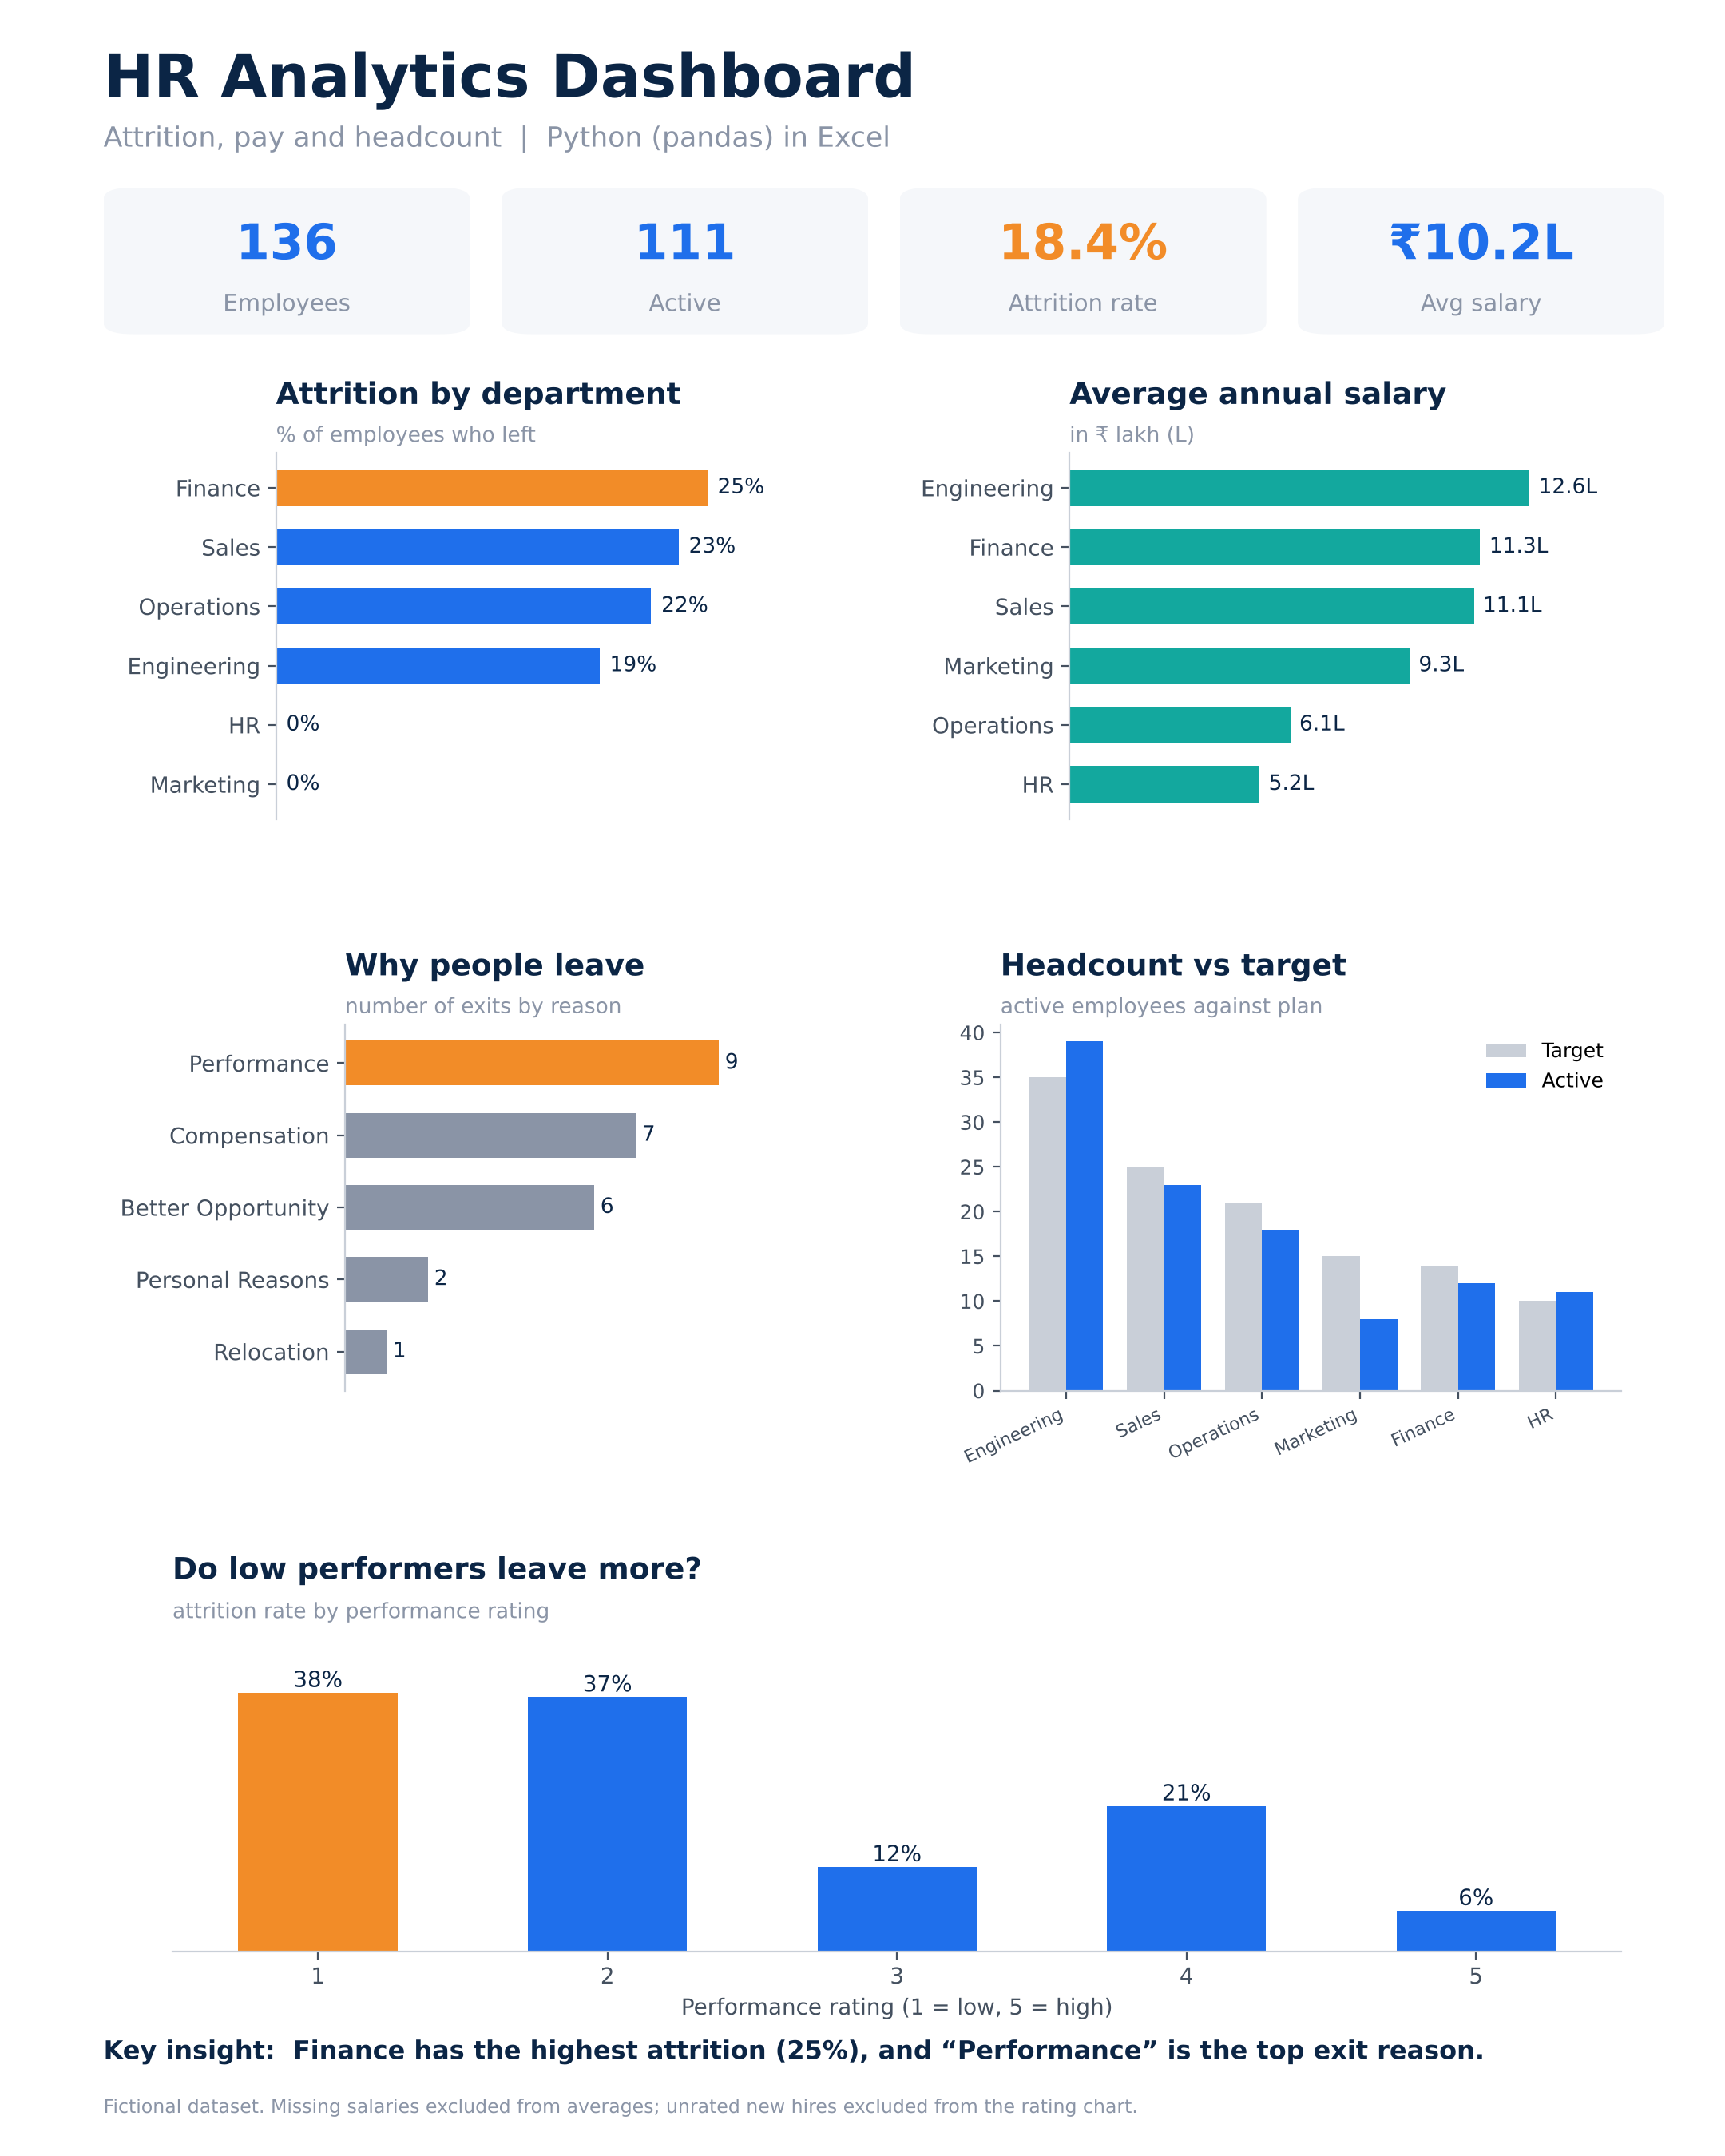 HR Analytics Dashboard
Attrition, pay and headcount | Python (pandas) in Excel
136
Employees
111
Active
18.4%
Attrition rate
₹10.2L
Avg salary
Attrition by department
% of employees who left
Finance 25%
Sales 23%
Operations 22%
Engineering 19%
HR 0%
Marketing 0%
Average annual salary
in ₹ lakh (L)
Engineering 12.6L
Finance 11.3L
Sales 11.1L
Marketing 9.3L
Operations 6.1L
HR 5.2L
Why people leave
number of exits by reason
Performance 9
Compensation 7
Better Opportunity 6
Personal Reasons 2
Relocation 1
Headcount vs target
active employees against plan
40
35
30
25
20
15
10
5
0
Target
Active
Engineering Sales Operations Marketing Finance HR
Do low performers leave more?
attrition rate by performance rating
38% 37% 12% 21% 6%
1 2 3 4 5
Performance rating (1 = low, 5 = high)
Key insight: Finance has the highest attrition (25%), and “Performance” is the top exit reason.
Fictional dataset. Missing salaries excluded from averages; unrated new hires excluded from the rating chart.